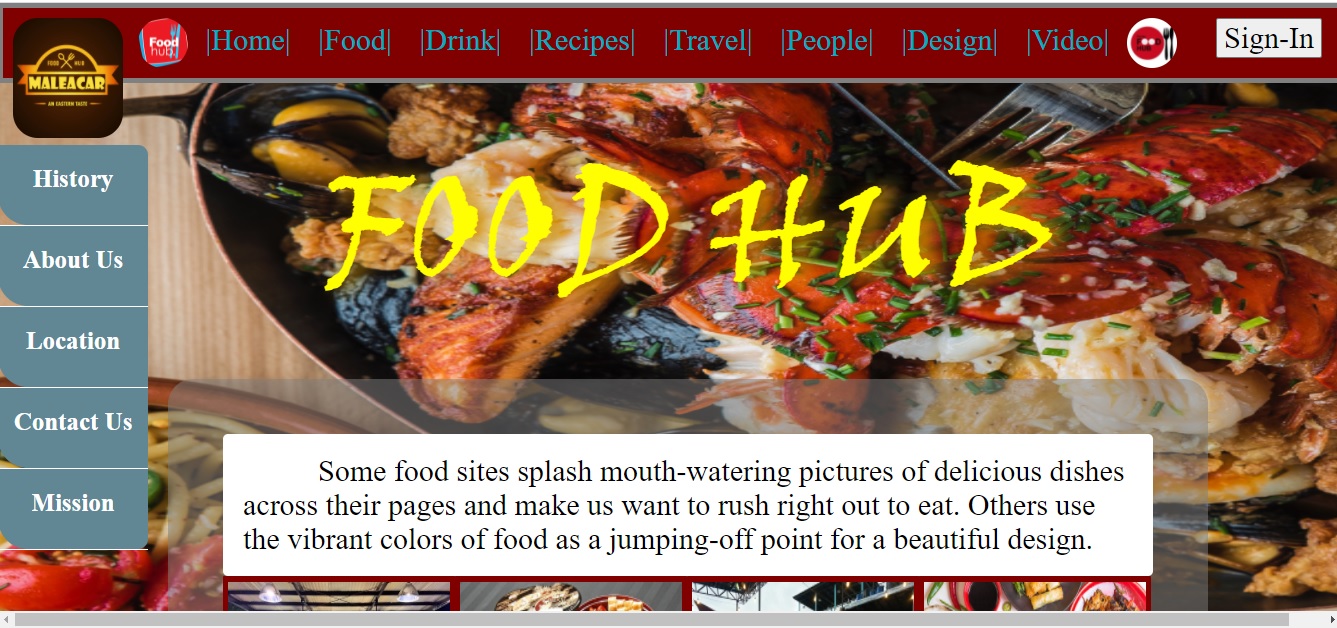 FOOD HUB
MALEACAR
AN EASTERN TASTE
Food
hub
|Home| |Food| |Drink| |Recipes| |Travel| |People| |Design| |Video|
Sign-In
History
About Us
Location
Contact Us
Mission
FOOD HUB
Some food sites splash mouth-watering pictures of delicious dishes
across their pages and make us want to rush right out to eat. Others use
the vibrant colors of food as a jumping-off point for a beautiful design.